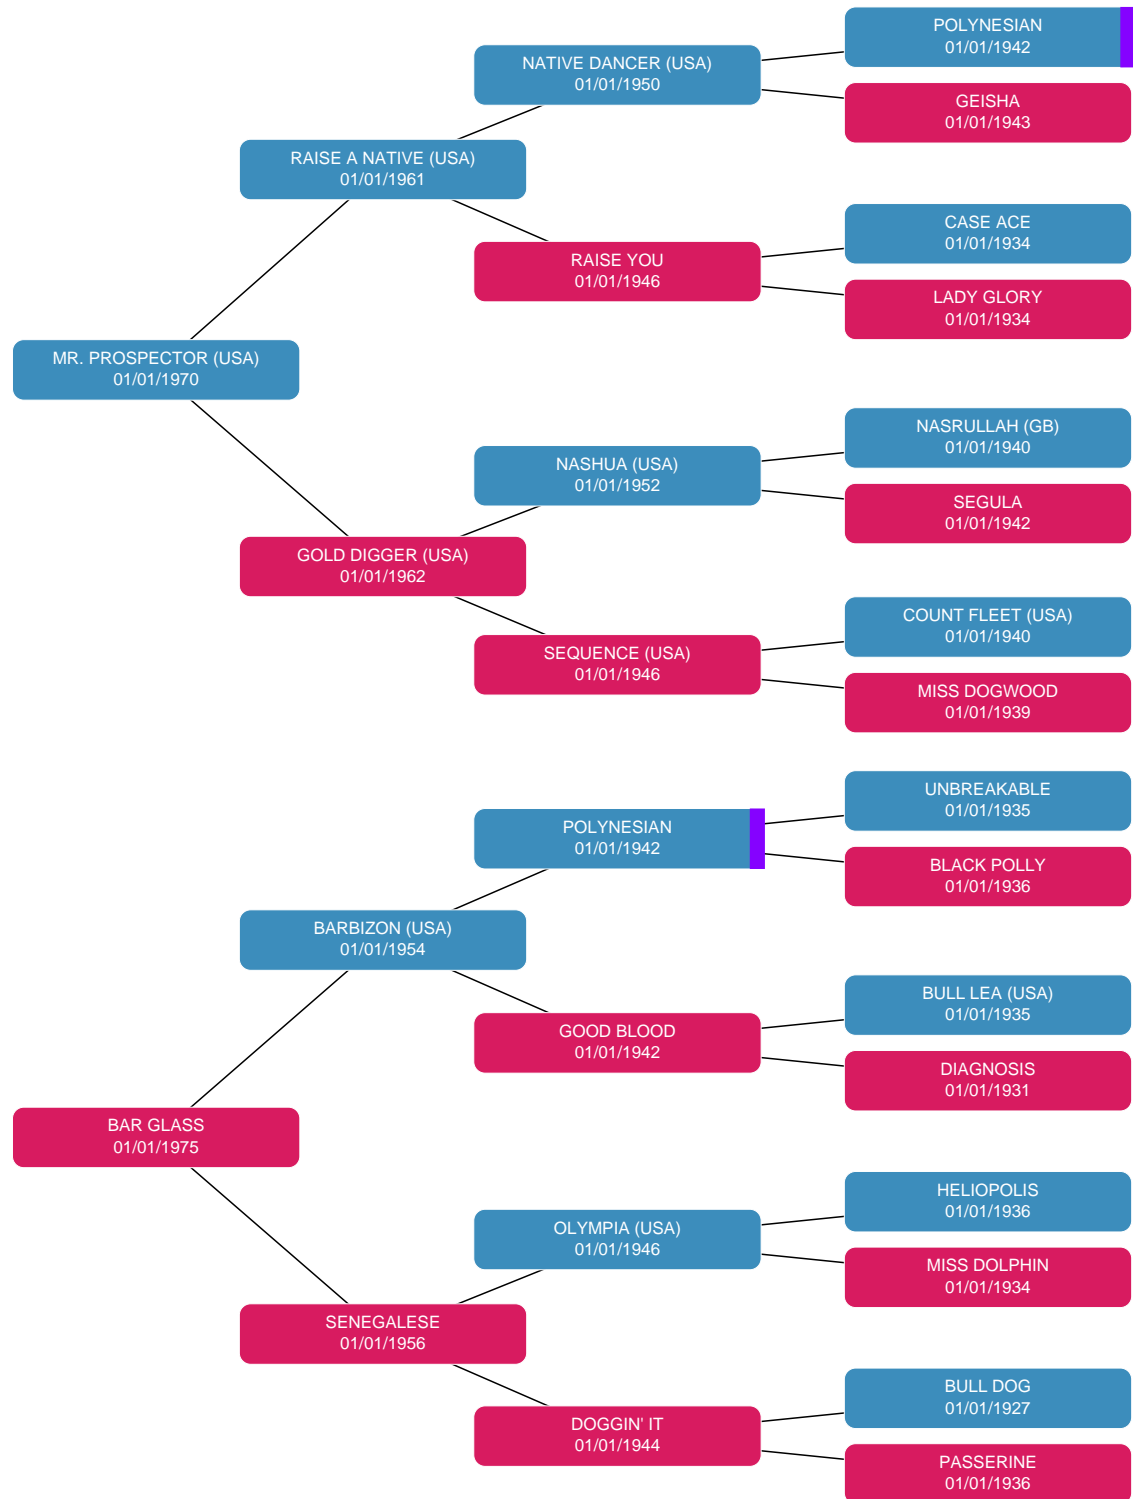 POLYNESIAN
01/01/1942
NATIVE DANCER (USA)
01/01/1950
GEISHA
01/01/1943
RAISE A NATIVE (USA)
01/01/1961
CASE ACE
01/01/1934
RAISE YOU
01/01/1946
LADY GLORY
01/01/1934
MR. PROSPECTOR (USA)
01/01/1970
NASRULLAH (GB)
01/01/1940
NASHUA (USA)
01/01/1952
SEGULA
01/01/1942
GOLD DIGGER (USA)
01/01/1962
COUNT FLEET (USA)
01/01/1940
SEQUENCE (USA)
01/01/1946
MISS DOGWOOD
01/01/1939
UNBREAKABLE
01/01/1935
POLYNESIAN
01/01/1942
BLACK POLLY
01/01/1936
BARBIZON (USA)
01/01/1954
BULL LEA (USA)
01/01/1935
GOOD BLOOD
01/01/1942
DIAGNOSIS
01/01/1931
BAR GLASS
01/01/1975
HELIOPOLIS
01/01/1936
OLYMPIA (USA)
01/01/1946
MISS DOLPHIN
01/01/1934
SENEGALESE
01/01/1956
BULL DOG
01/01/1927
DOGGIN' IT
01/01/1944
PASSERINE
01/01/1936